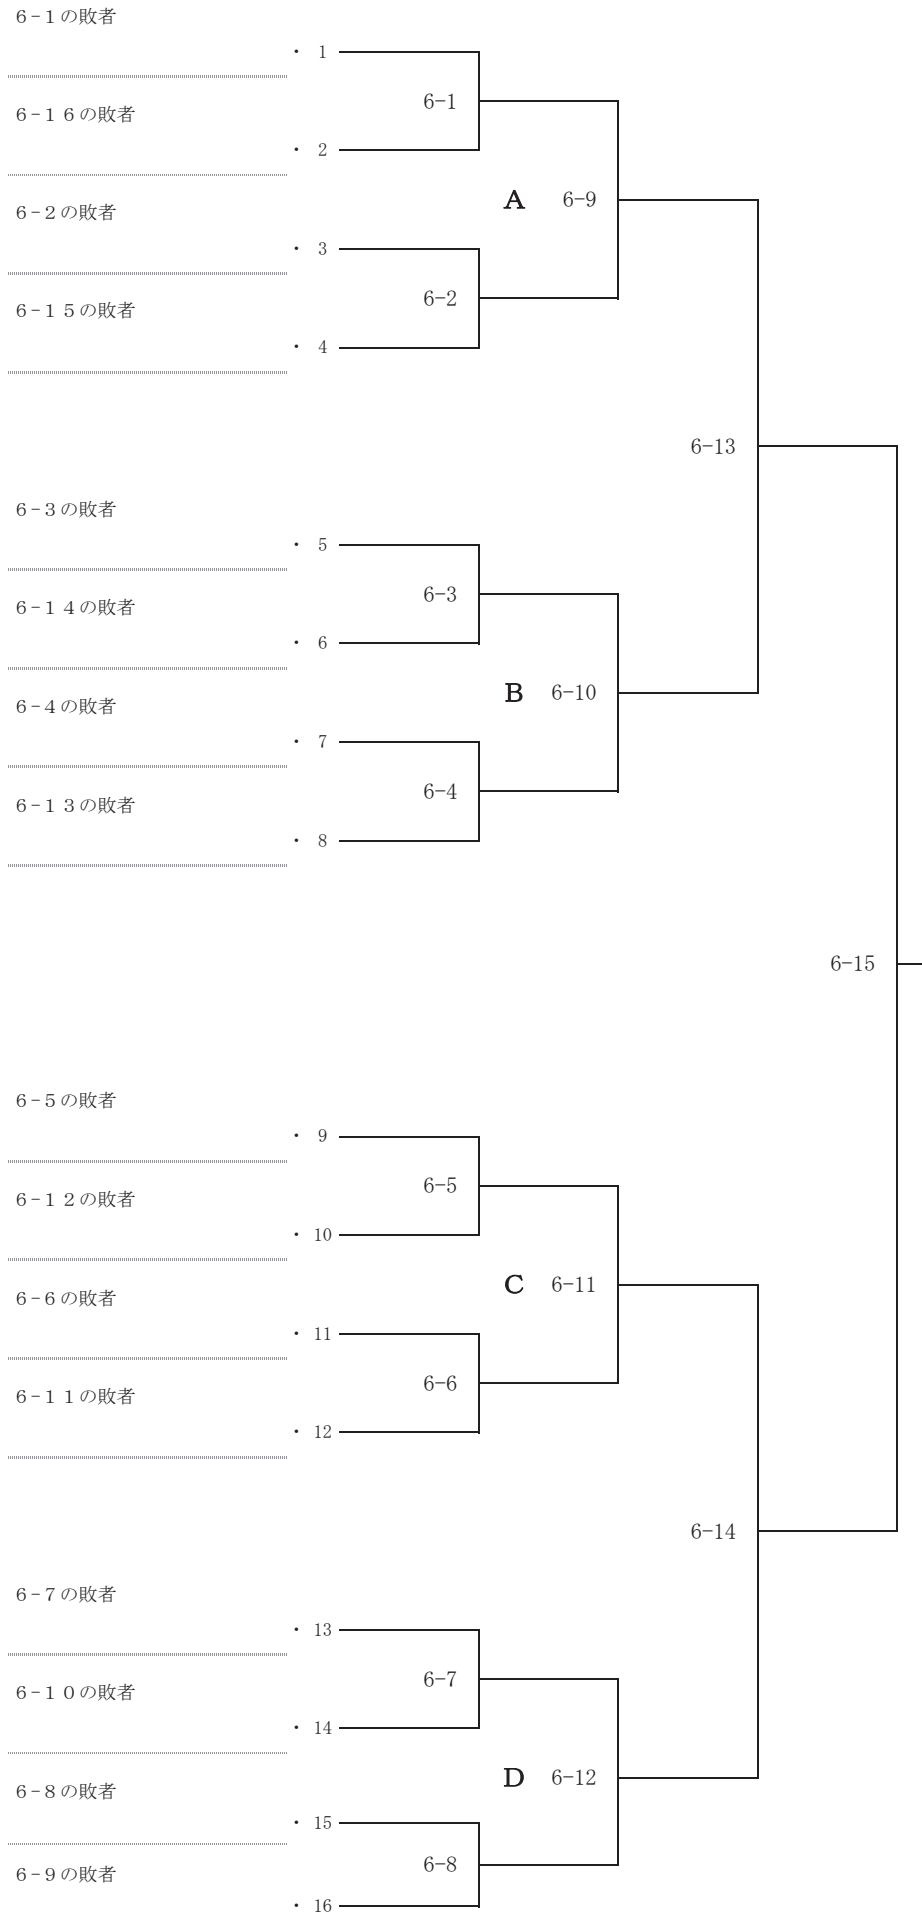 ６−１の敗者
・ 1
6−1
６−１６の敗者
・ 2
A 6−9
６−２の敗者
・ 3
6−2
６−１５の敗者
・ 4
6−13
６−３の敗者
・ 5
6−3
６−１４の敗者
・ 6
B 6−10
６−４の敗者
・ 7
6−4
６−１３の敗者
・ 8
6−15
６−５の敗者
・ 9
6−5
６−１２の敗者
・ 10
C 6−11
６−６の敗者
・ 11
6−6
６−１１の敗者
・ 12
6−14
６−７の敗者
・ 13
6−7
６−１０の敗者
・ 14
D 6−12
６−８の敗者
・ 15
6−8
６−９の敗者
・ 16